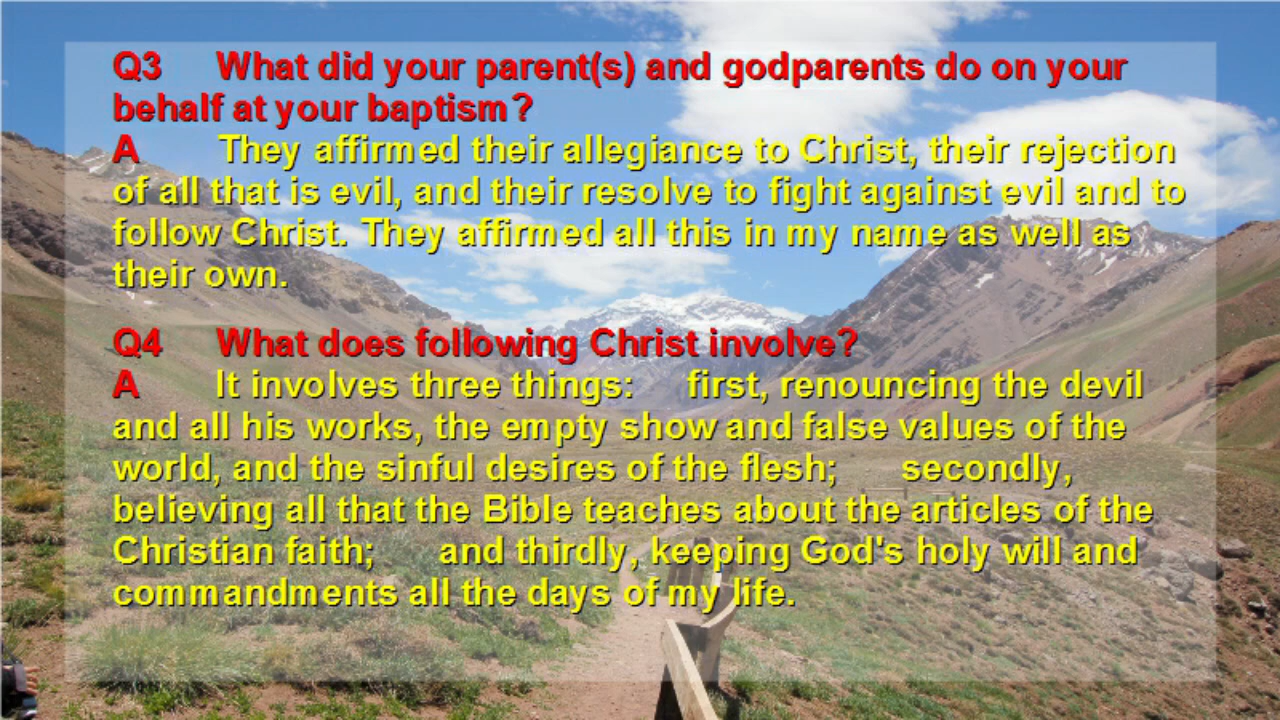 Q3 What did your parent(s) and godparents do on your
behalf at your baptism?
A They affirmed their allegiance to Christ, their rejection
of all that is evil, and their resolve to fight against evil and to
follow Christ. They affirmed all this in my name as well as
their own.
Q4 What does following Christ involve?
A It involves three things: first, renouncing the devil
and all his works, the empty show and false values of the
world, and the sinful desires of the flesh; secondly,
believing all that the Bible teaches about the articles of the
Christian faith; and thirdly, keeping God's holy will and
commandments all the days of my life.